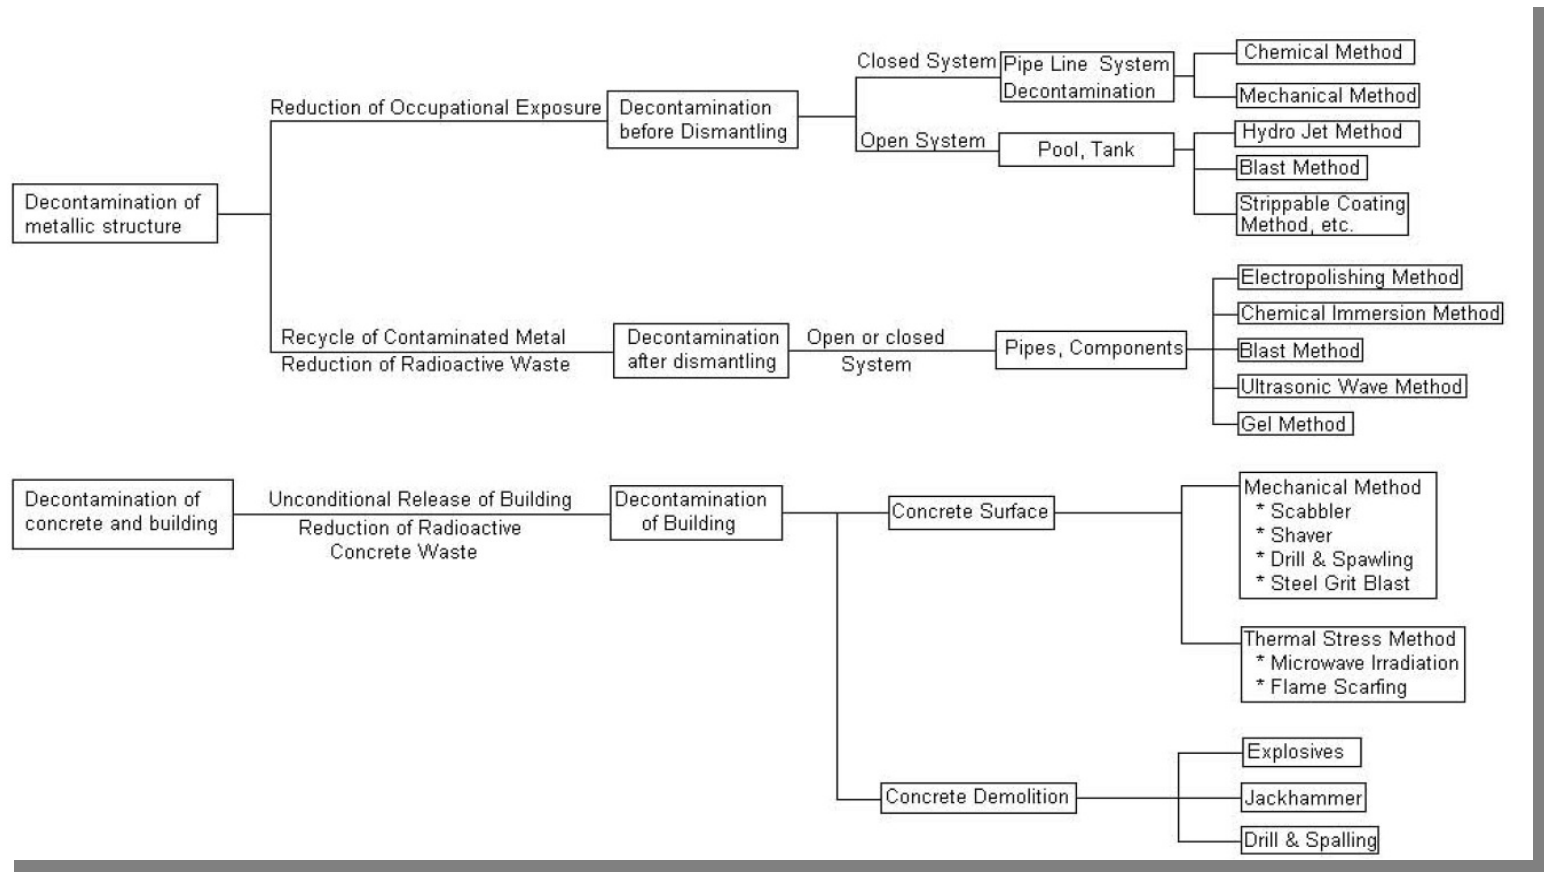 Closed System
Pipe Line System
Decontamination
Chemical Method
Mechanical Method
Reduction of Occupational Exposure
Decontamination
before Dismantling
Open System
Pool, Tank
Hydro Jet Method
Blast Method
Strippable Coating
Method, etc.
Decontamination of
metallic structure
Recycle of Contaminated Metal
Reduction of Radioactive Waste
Decontamination
after dismantling
Open or closed
System
Pipes, Components
Electropolishing Method
Chemical Immersion Method
Blast Method
Ultrasonic Wave Method
Gel Method
Decontamination of
concrete and building
Unconditional Release of Building
Reduction of Radioactive
Concrete Waste
Decontamination
of Building
Concrete Surface
Mechanical Method
* Scabbler
* Shaver
* Drill & Spawling
* Steel Grit Blast
Thermal Stress Method
* Microwave Irradiation
* Flame Scarfing
Concrete Demolition
Explosives
Jackhammer
Drill & Spalling